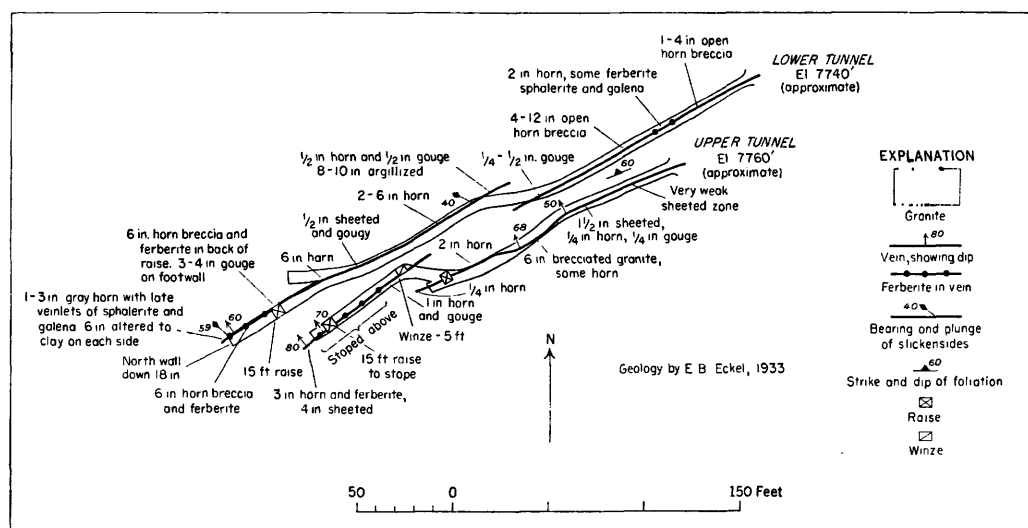 1-4 in open
horn breccia
LOWER TUNNEL
El 7740'
(approximate)
2 in horn, some ferberite
sphalerite and galena
4-12 in open
horn breccia
UPPER TUNNEL
El 7760'
(approximate)
1/2 in horn and 1/2 in gouge
8-10 in argillized
1/4 - 1/2 in. gouge
60
40
50
Very weak
sheeted zone
2-6 in horn
1/2 in sheeted
and gougy
1 1/2 in sheeted,
1/4 in horn, 1/4 in gouge
68
6 in. horn breccia and
ferberite in back of
raise. 3-4 in gouge
on footwall
6 in horn
2 in horn
6 in brecciated granite,
some horn
1-3 in gray horn with late
veinlets of sphalerite and
galena 6 in altered to
clay on each side
59
60
70
80
1/4 in horn
1 in horn
and gouge
Winze - 5 ft
Stoped above
North wall
down 18 in
15 ft raise
15 ft raise
to stope
6 in horn breccia
and ferberite
3 in horn and ferberite,
4 in sheeted
N
Geology by E B Eckel, 1933
EXPLANATION
Granite
80
Vein, showing dip
Ferberite in vein
40
Bearing and plunge
of slickensides
60
Strike and dip of foliation
Raise
Winze
50 0 150 Feet